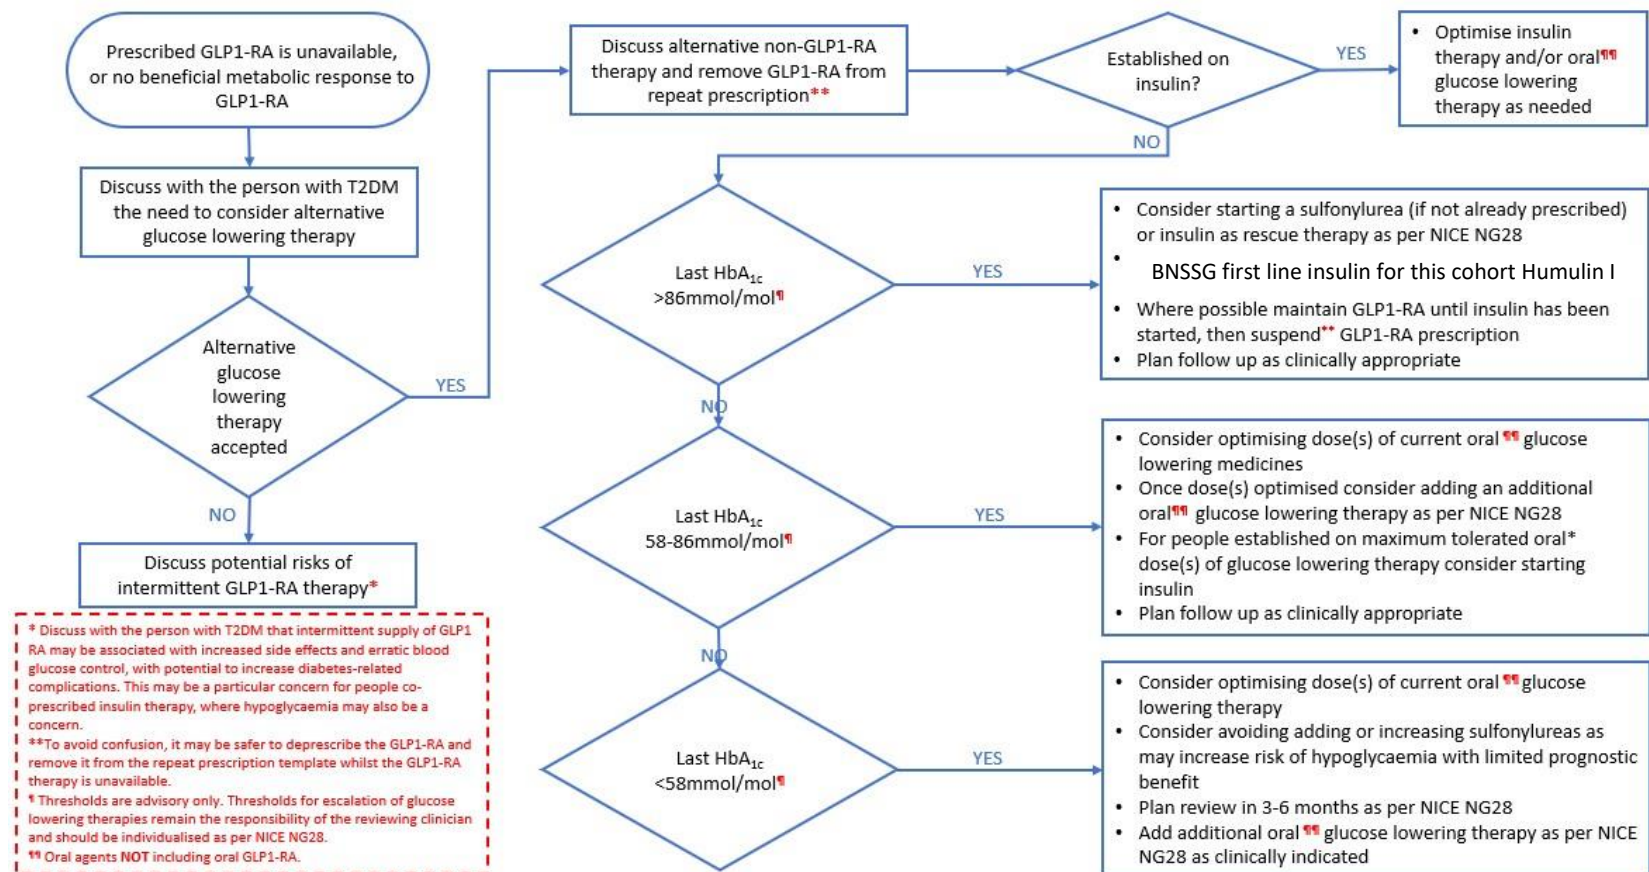 Prescribed GLP1-RA is unavailable,
or no beneficial metabolic response to
GLP1-RA
Discuss with the person with T2DM
the need to consider alternative
glucose lowering therapy
Alternative
glucose
lowering
therapy
accepted
YES
NO
Discuss potential risks of
intermittent GLP1-RA therapy*
* Discuss with the person with T2DM that intermittent supply of GLP1
RA may be associated with increased side effects and erratic blood
glucose control, with potential to increase diabetes-related
complications. This may be a particular concern for people co-
prescribed insulin therapy, where hypoglycaemia may also be a
concern.
**To avoid confusion, it may be safer to deprescribe the GLP1-RA and
remove it from the repeat prescription template whilst the GLP1-RA
therapy is unavailable.
¶ Thresholds are advisory only. Thresholds for escalation of glucose
lowering therapies remain the responsibility of the reviewing clinician
and should be individualised as per NICE NG28.
¶¶ Oral agents NOT including oral GLP1-RA.
Discuss alternative non-GLP1-RA
therapy and remove GLP1-RA from
repeat prescription**
Established on
insulin?
YES
• Optimise insulin
therapy and/or oral¶¶
glucose lowering
therapy as needed
NO
Last HbA1c
>86mmol/mol¶
YES
• Consider starting a sulfonylurea (if not already prescribed)
or insulin as rescue therapy as per NICE NG28
• BNSSG first line insulin for this cohort Humulin I
• Where possible maintain GLP1-RA until insulin has been
started, then suspend** GLP1-RA prescription
• Plan follow up as clinically appropriate
NO
Last HbA1c
58-86mmol/mol¶
YES
• Consider optimising dose(s) of current oral ¶¶ glucose
lowering medicines
• Once dose(s) optimised consider adding an additional
oral¶¶ glucose lowering therapy as per NICE NG28
• For people established on maximum tolerated oral*
dose(s) of glucose lowering therapy consider starting
insulin
• Plan follow up as clinically appropriate
NO
Last HbA1c
<58mmol/mol¶
YES
• Consider optimising dose(s) of current oral ¶¶ glucose
lowering therapy
• Consider avoiding adding or increasing sulfonylureas as
may increase risk of hypoglycaemia with limited prognostic
benefit
• Plan review in 3-6 months as per NICE NG28
• Add additional oral ¶¶ glucose lowering therapy as per NICE
NG28 as clinically indicated